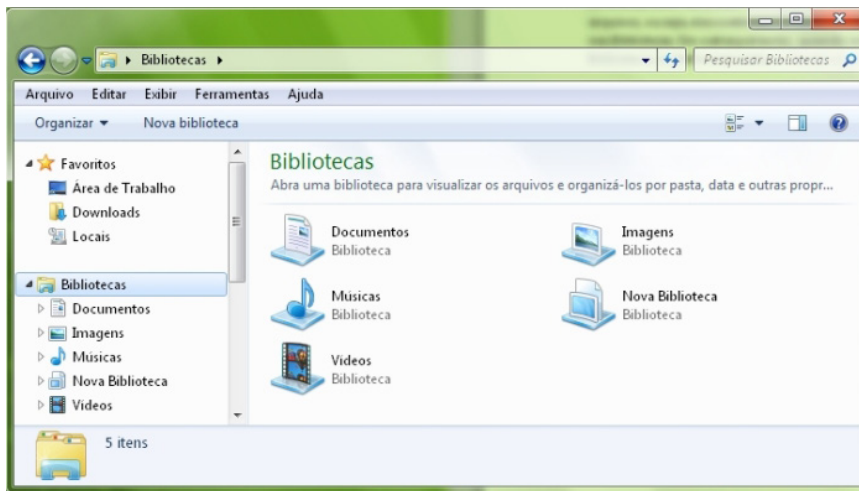 Bibliotecas
Pesquisar Bibliotecas
Arquivo Editar Exibir Ferramentas Ajuda
Organizar Nova biblioteca
Favoritos
Área de Trabalho
Downloads
Locais
Bibliotecas
Documentos
Imagens
Músicas
Nova Biblioteca
Vídeos
Bibliotecas
Abra uma biblioteca para visualizar os arquivos e organizá-los por pasta, data e outras propr...
Documentos
Biblioteca
Imagens
Biblioteca
Músicas
Biblioteca
Nova Biblioteca
Biblioteca
Vídeos
Biblioteca
5 itens